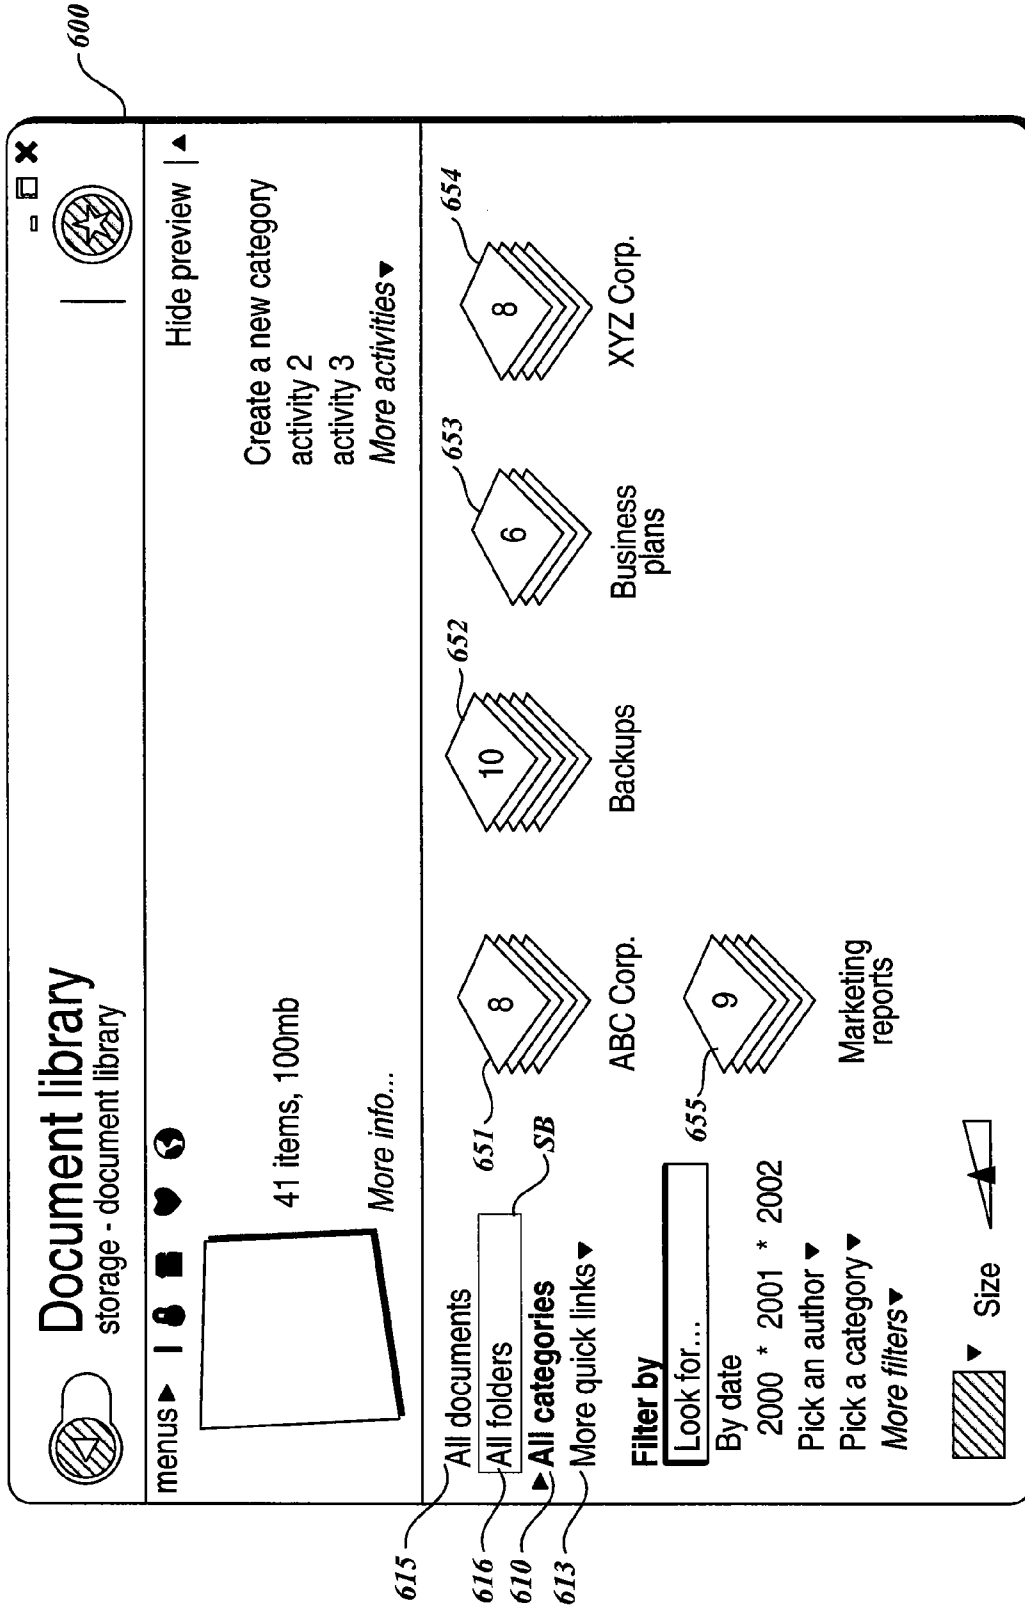 600
Document library
storage - document library
menus
Hide preview
41 items, 100mb
More info...
Create a new category
activity 2
activity 3
More activities
615
All documents
616
All folders
SB
610
All categories
613
More quick links
Filter by
Look for...
By date
2000 * 2001 * 2002
Pick an author
Pick a category
More filters
Size
651
8
ABC Corp.
652
10
Backups
653
6
Business
plans
654
8
XYZ Corp.
655
9
Marketing
reports